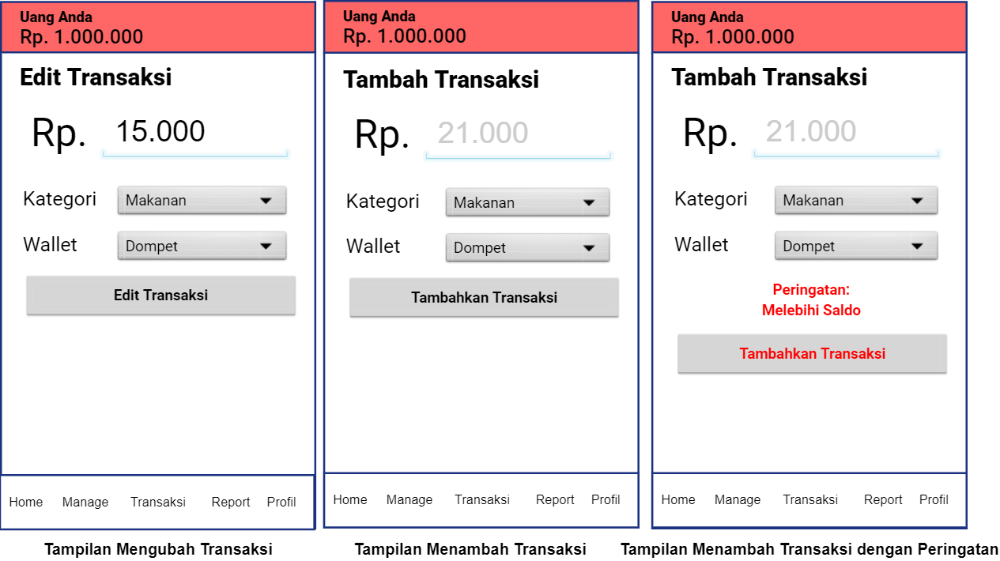 Uang Anda
Rp. 1.000.000
Edit Transaksi
Rp. 15.000
Kategori Makanan
Wallet Dompet
Edit Transaksi
Home Manage Transaksi Report Profil
Tampilan Mengubah Transaksi
Uang Anda
Rp. 1.000.000
Tambah Transaksi
Rp. 21.000
Kategori Makanan
Wallet Dompet
Tambahkan Transaksi
Home Manage Transaksi Report Profil
Tampilan Menambah Transaksi
Uang Anda
Rp. 1.000.000
Tambah Transaksi
Rp. 21.000
Kategori Makanan
Wallet Dompet
Peringatan:
Melebihi Saldo
Tambahkan Transaksi
Home Manage Transaksi Report Profil
Tampilan Menambah Transaksi dengan Peringatan